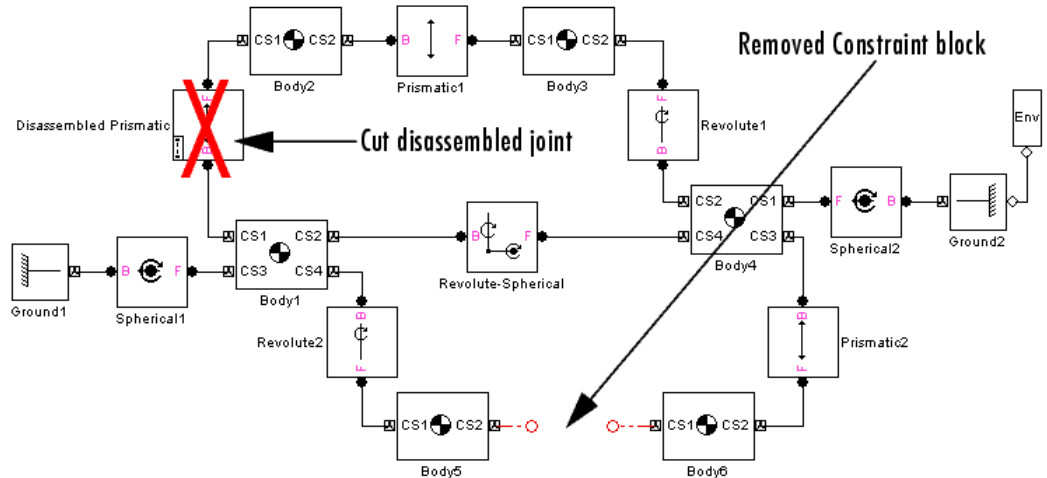 CS1 CS2
Body2
B F
Prismatic1
CS1 CS2
Body3
Removed Constraint block
F
B
Disassembled Prismatic
Cut disassembled joint
F
B
Revolute1
Env
CS1 CS2
CS3 CS4
Body1
B F
Revolute-Spherical
CS2 CS1
CS4 CS3
Body4
F B
Spherical2
Ground2
Ground1
B F
Spherical1
B
F
Revolute2
B
F
Prismatic2
CS1 CS2
Body5
CS1 CS2
Body6